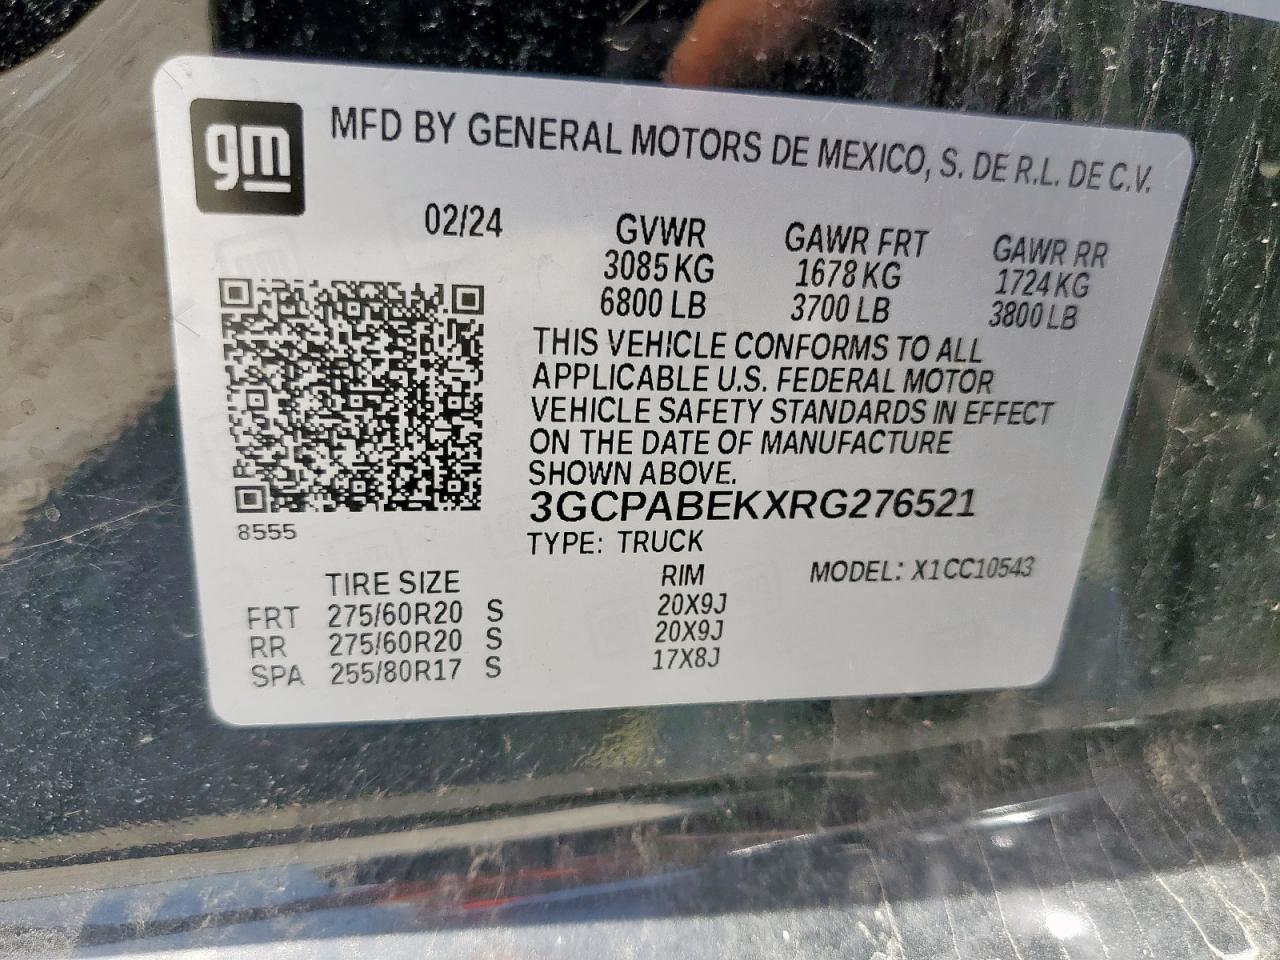 gm
MFD BY GENERAL MOTORS DE MEXICO, S. DE R.L. DE C.V.
02/24 GVWR GAWR FRT GAWR RR
3085 KG 1678 KG 1724 KG
6800 LB 3700 LB 3800 LB
THIS VEHICLE CONFORMS TO ALL
APPLICABLE U.S. FEDERAL MOTOR
VEHICLE SAFETY STANDARDS IN EFFECT
ON THE DATE OF MANUFACTURE
SHOWN ABOVE.
3GCPABEKXRG276521
8555
TYPE: TRUCK
MODEL: X1CC10543
TIRE SIZE RIM
FRT 275/60R20 S 20X9J
RR 275/60R20 S 20X9J
SPA 255/80R17 S 17X8J